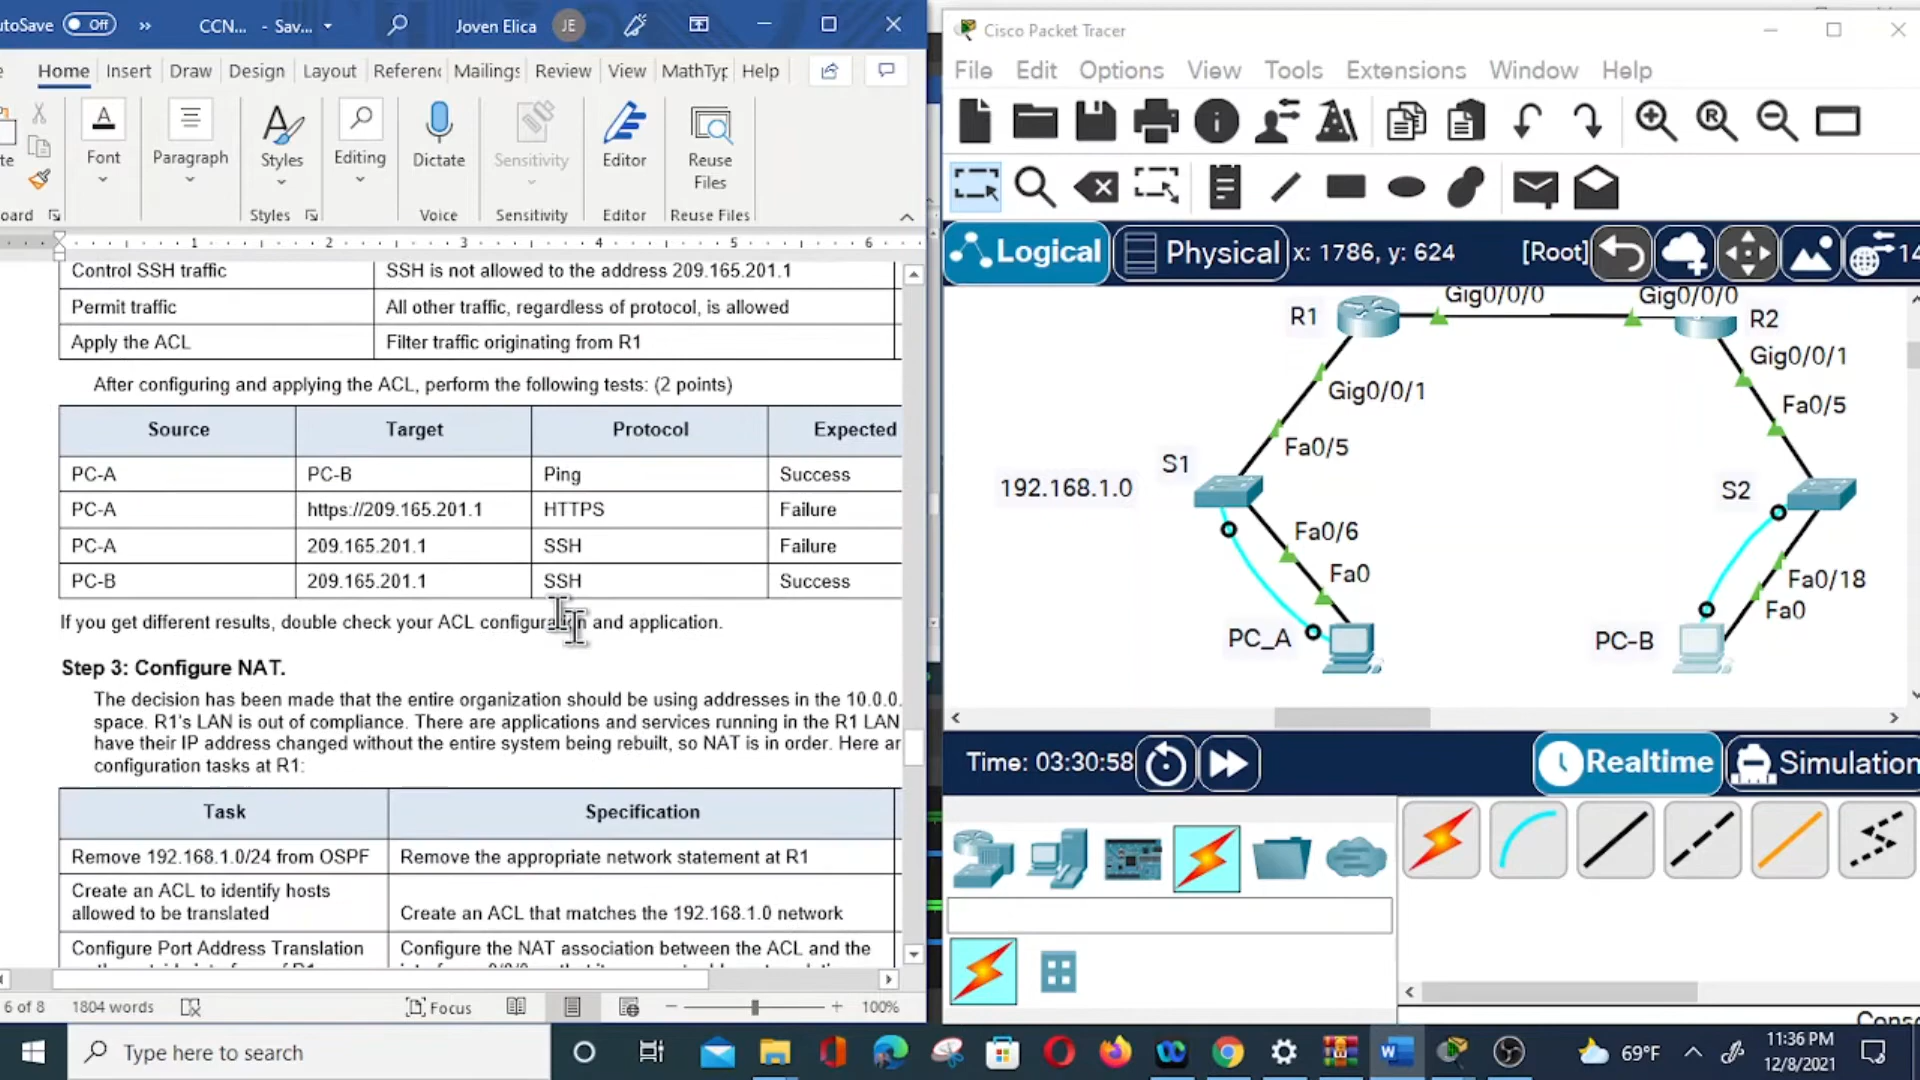 utoSave Off » CCN... - Sav... Joven Elica JE
Home Insert Draw Design Layout Referenc Mailings Review View MathTyp Help
Font Paragraph Styles Editing Dictate Sensitivity Editor Reuse Files
Styles Voice Sensitivity Editor Reuse Files
1 2 3 4 5 6
Control SSH traffic SSH is not allowed to the address 209.165.201.1
Permit traffic All other traffic, regardless of protocol, is allowed
Apply the ACL Filter traffic originating from R1
After configuring and applying the ACL, perform the following tests: (2 points)
Source Target Protocol Expected
PC-A PC-B Ping Success
PC-A https://209.165.201.1 HTTPS Failure
PC-A 209.165.201.1 SSH Failure
PC-B 209.165.201.1 SSH Success
If you get different results, double check your ACL configuration and application.
Step 3: Configure NAT.
The decision has been made that the entire organization should be using addresses in the 10.0.0.
space. R1's LAN is out of compliance. There are applications and services running in the R1 LAN
have their IP address changed without the entire system being rebuilt, so NAT is in order. Here ar
configuration tasks at R1:
Task Specification
Remove 192.168.1.0/24 from OSPF Remove the appropriate network statement at R1
Create an ACL to identify hosts
allowed to be translated Create an ACL that matches the 192.168.1.0 network
Configure Port Address Translation Configure the NAT association between the ACL and the
6 of 8 1804 words Focus 100%
Cisco Packet Tracer
File Edit Options View Tools Extensions Window Help
Logical Physical x: 1786, y: 624 [Root] 14
R1 Gig0/0/0 Gig0/0/0 R2
Gig0/0/1
Gig0/0/1
Fa0/5
Fa0/5
S1
192.168.1.0
S2
Fa0/6
Fa0
Fa0/18
Fa0
PC_A
PC-B
Time: 03:30:58 Realtime Simulation
Type here to search
69°F
11:36 PM
12/8/2021